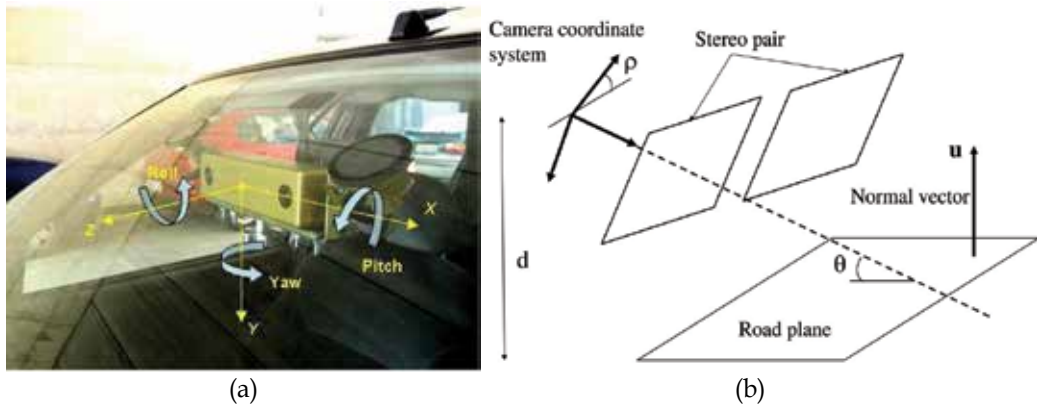 Roll
Z
X
Pitch
Yaw
Y
(a)
Camera coordinate
system
ρ
Stereo pair
u
Normal vector
d
θ
Road plane
(b)